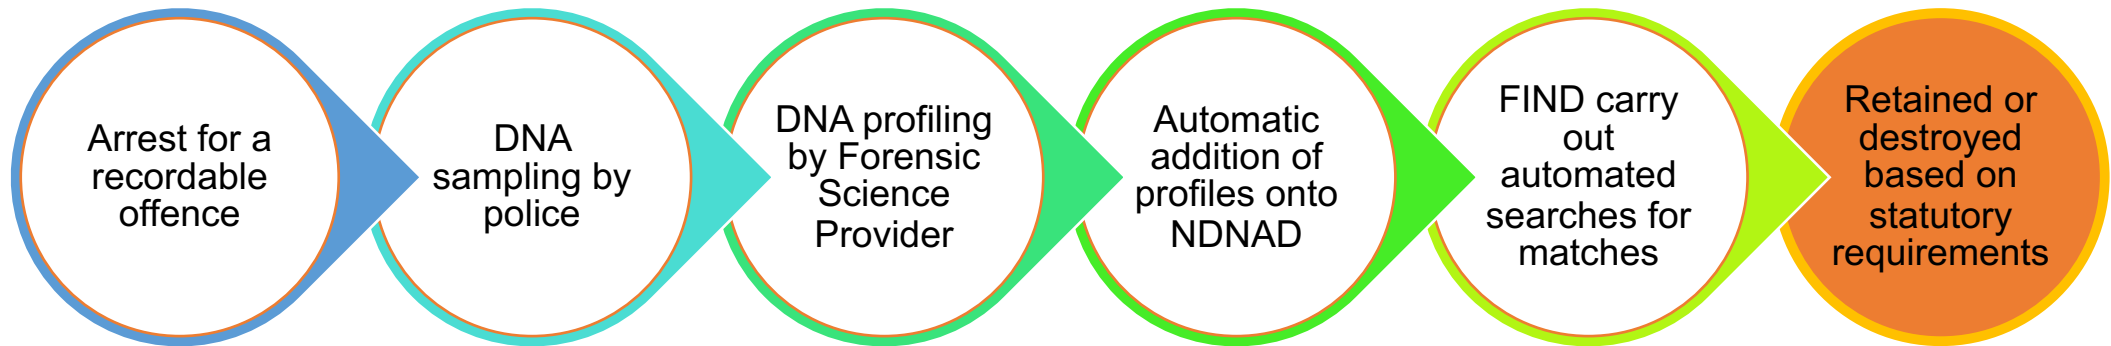 Arrest for a
recordable
offence
DNA
sampling by
police
DNA profiling
by Forensic
Science
Provider
Automatic
addition of
profiles onto
NDNAD
FIND carry
out
automated
searches for
matches
Retained or
destroyed
based on
statutory
requirements